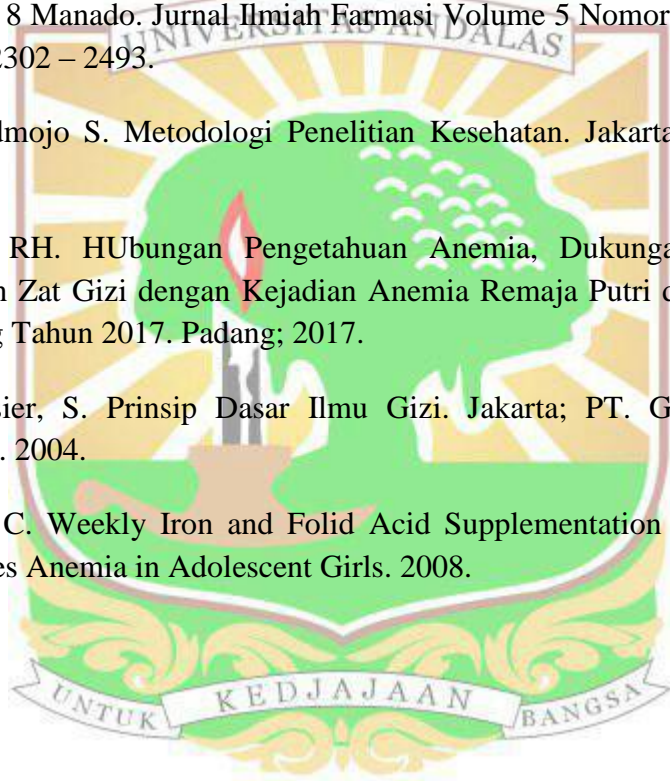 8 Manado. Jurnal Ilmiah Farmasi Volume 5 Nomor
UNIVERSITAS ANDALAS
2302 – 2493.
dmojo S. Metodologi Penelitian Kesehatan. Jakarta
RH. HUbungan Pengetahuan Anemia, Dukunga
n Zat Gizi dengan Kejadian Anemia Remaja Putri d
g Tahun 2017. Padang; 2017.
sier, S. Prinsip Dasar Ilmu Gizi. Jakarta; PT. G
. 2004.
C. Weekly Iron and Folid Acid Supplementation
es Anemia in Adolescent Girls. 2008.
UNTUK KEDJAJAAN BANGSA